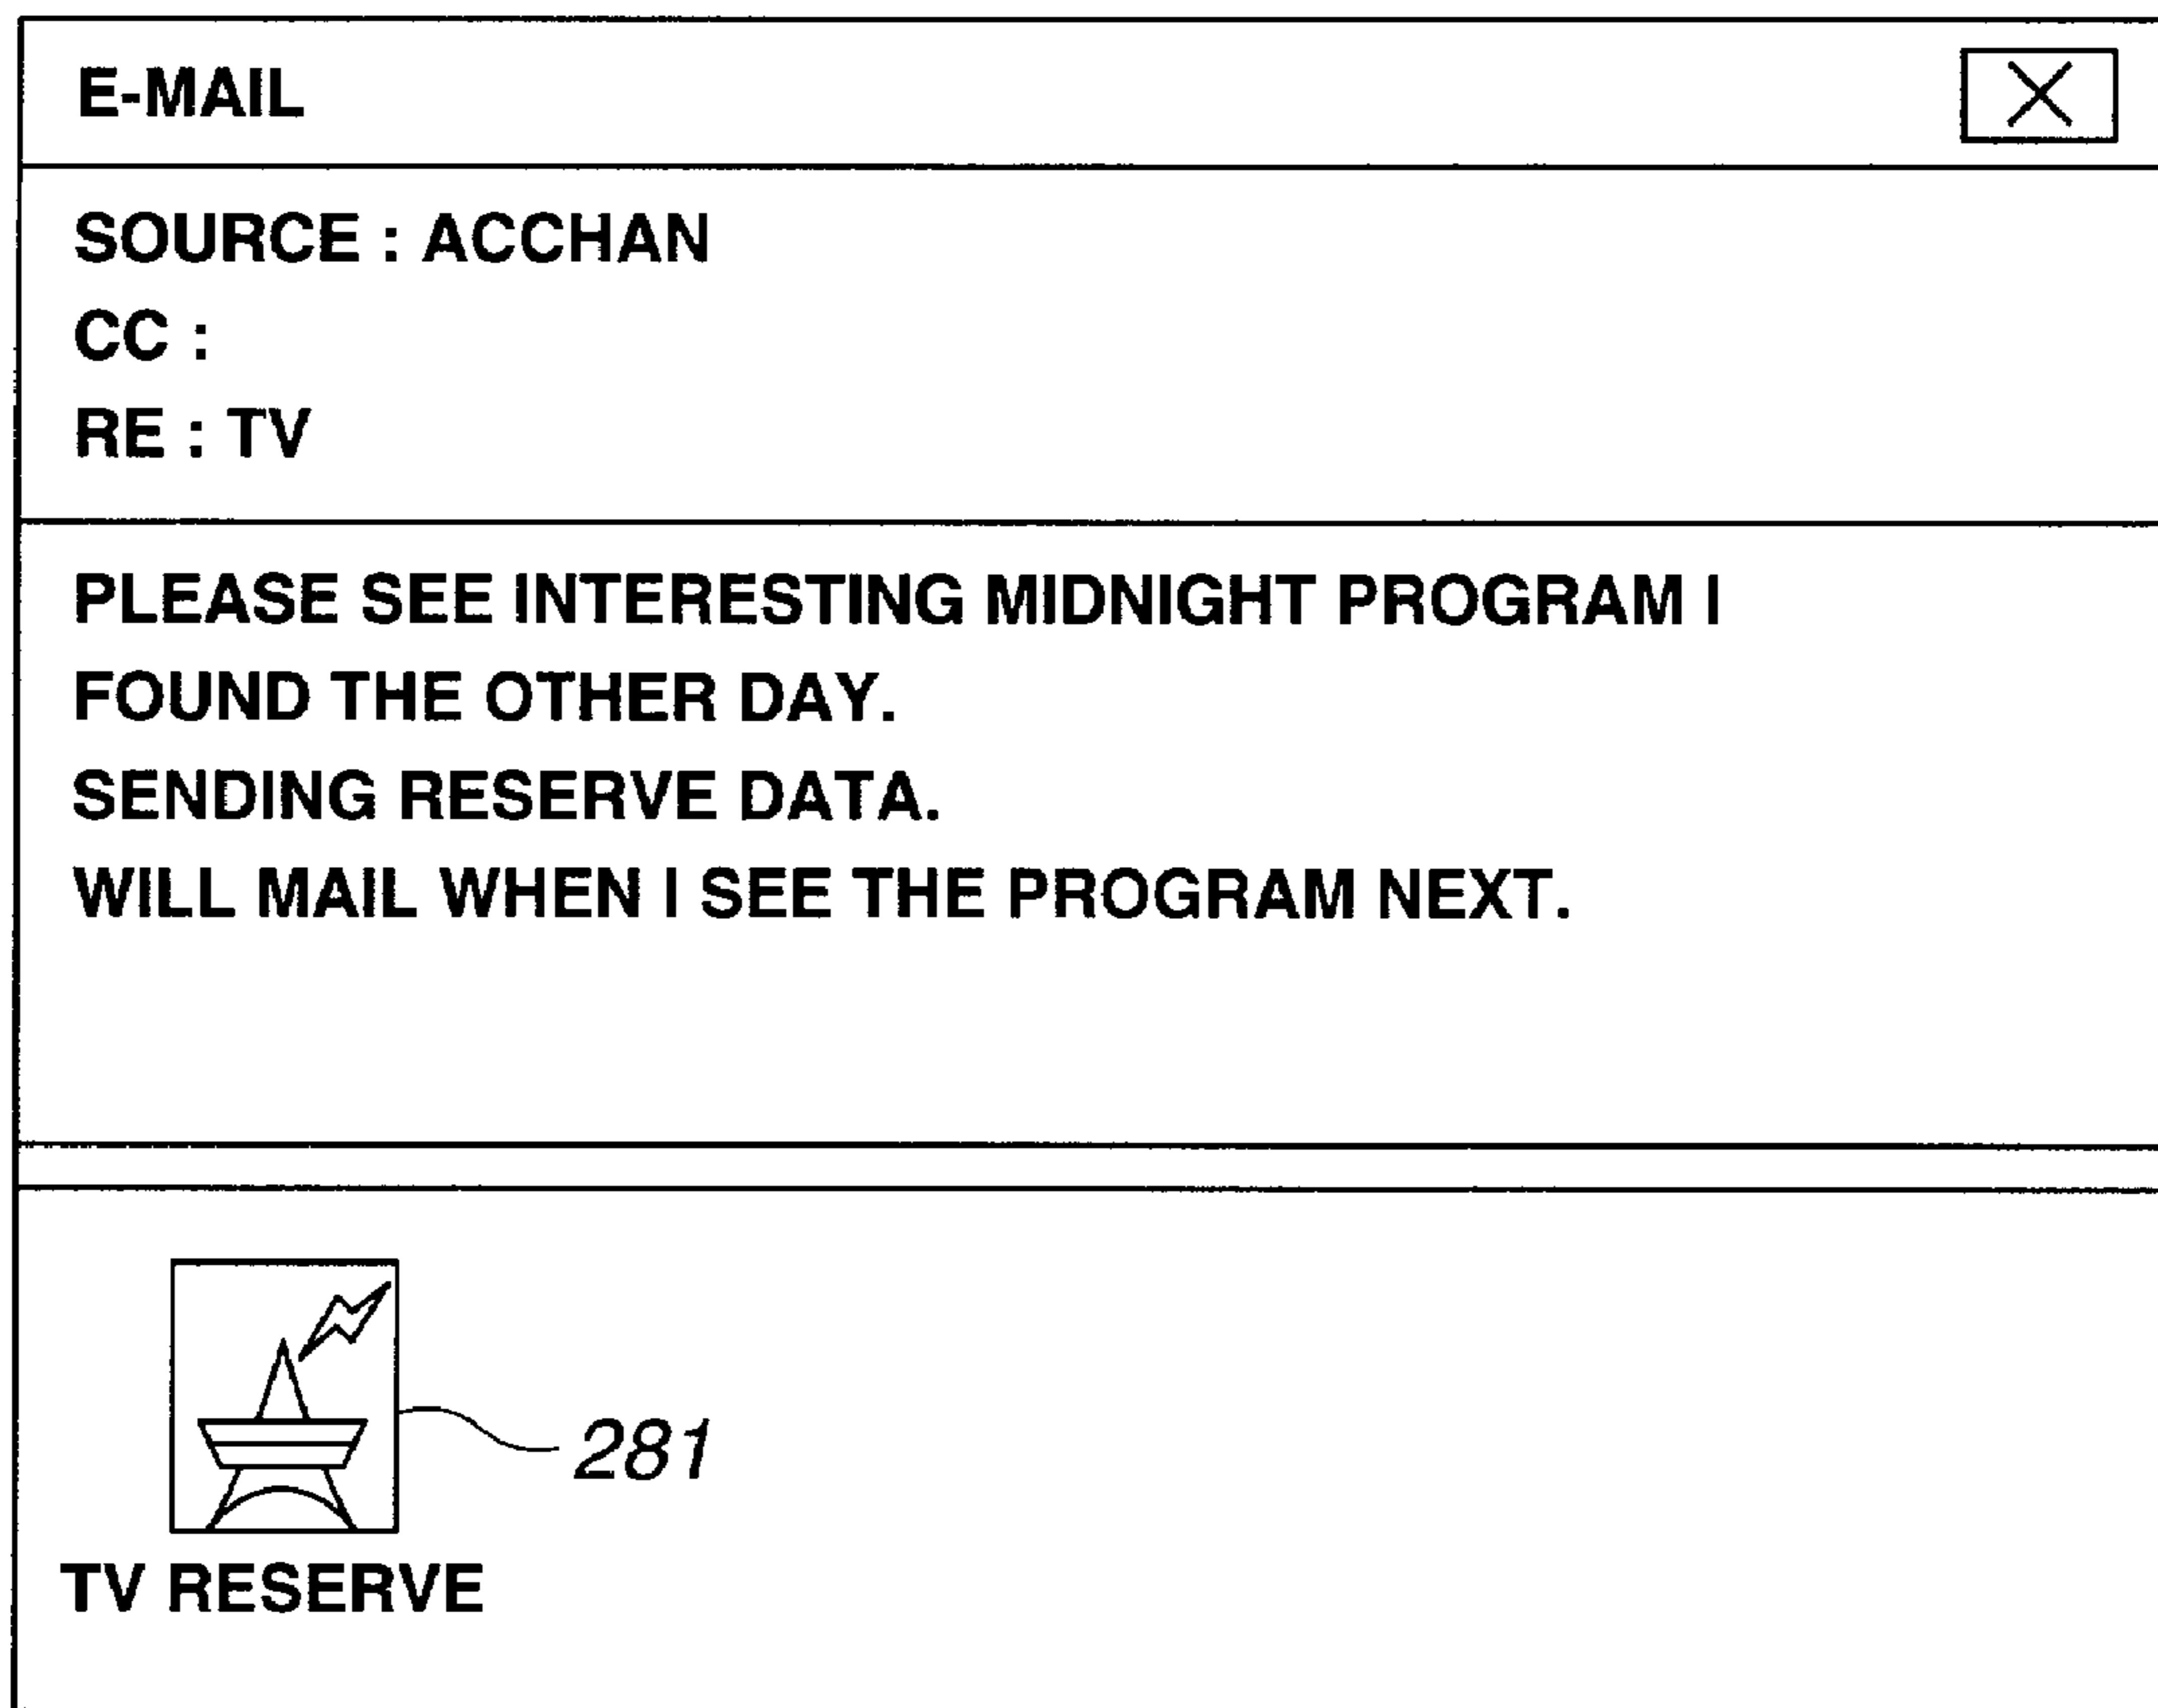 E-MAIL
SOURCE : ACCHAN
CC :
RE : TV
PLEASE SEE INTERESTING MIDNIGHT PROGRAM I
FOUND THE OTHER DAY.
SENDING RESERVE DATA.
WILL MAIL WHEN I SEE THE PROGRAM NEXT.
281
TV RESERVE